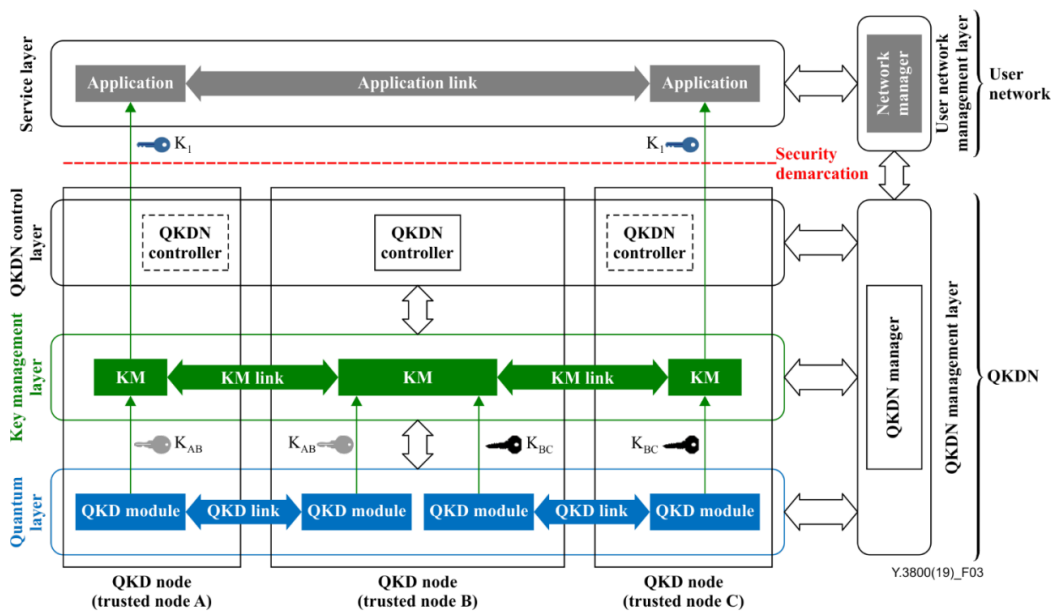 Service layer
Application
Application link
Application
Network
manager
User network
management layer
User
network
K1
K1
Security
demarcation
QKDN control
layer
QKDN
controller
QKDN
controller
QKDN
controller
Key management
layer
KM
KM link
KM
KM link
KM
QKDN manager
QKDN management layer
QKDN
KAB
KAB
KBC
KBC
Quantum
layer
QKD module
QKD link
QKD module
QKD module
QKD link
QKD module
Y.3800(19)_F03
QKD node
(trusted node A)
QKD node
(trusted node B)
QKD node
(trusted node C)